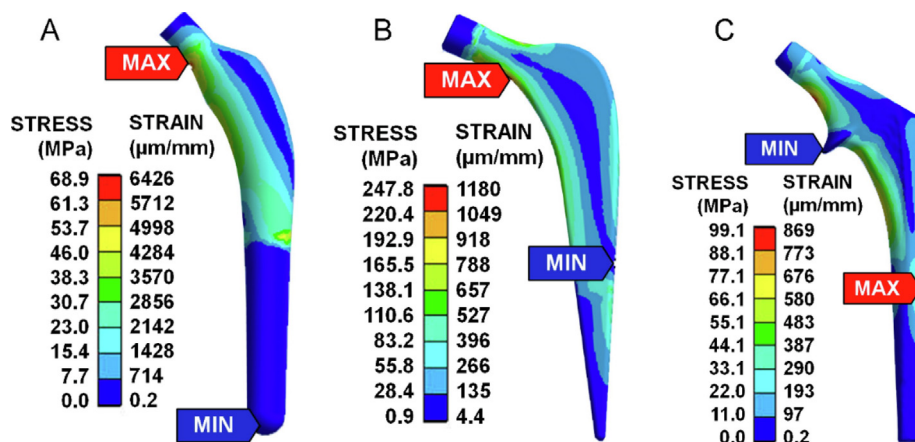 A
MAX
STRESS STRAIN
(MPa) (µm/mm)
68.9 6426
61.3 5712
53.7 4998
46.0 4284
38.3 3570
30.7 2856
23.0 2142
15.4 1428
7.7 714
0.0 0.2
MIN
B
MAX
STRESS STRAIN
(MPa) (µm/mm)
247.8 1180
220.4 1049
192.9 918
165.5 788
138.1 657
110.6 527
83.2 396
55.8 266
28.4 135
0.9 4.4
MIN
C
MIN
STRESS STRAIN
(MPa) (µm/mm)
99.1 869
88.1 773
77.1 676
66.1 580
55.1 483
44.1 387
33.1 290
22.0 193
11.0 97
0.0 0.2
MAX